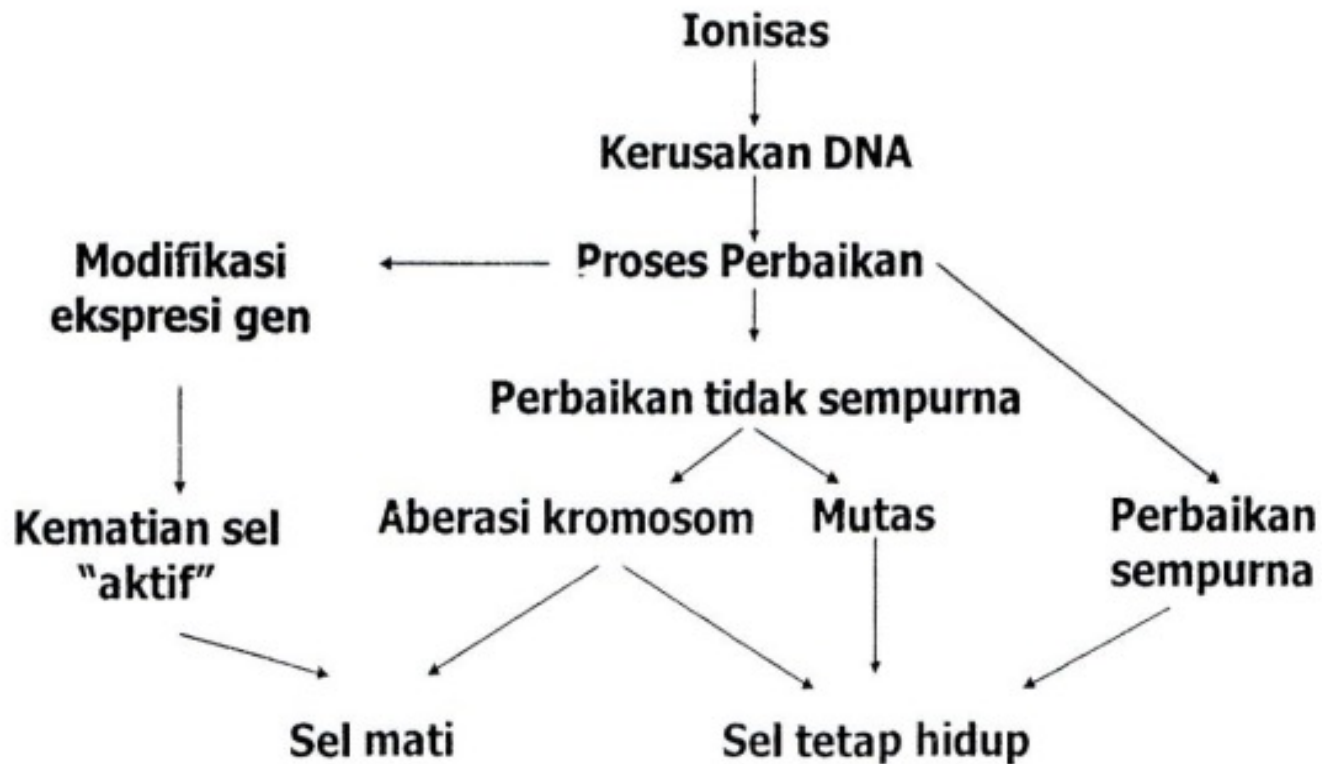 Ionisas
Kerusakan DNA
Modifikasi
ekspresi gen
Proses Perbaikan
Perbaikan tidak sempurna
Kematian sel
"aktif"
Aberasi kromosom
Mutas
Perbaikan
sempurna
Sel mati
Sel tetap hidup